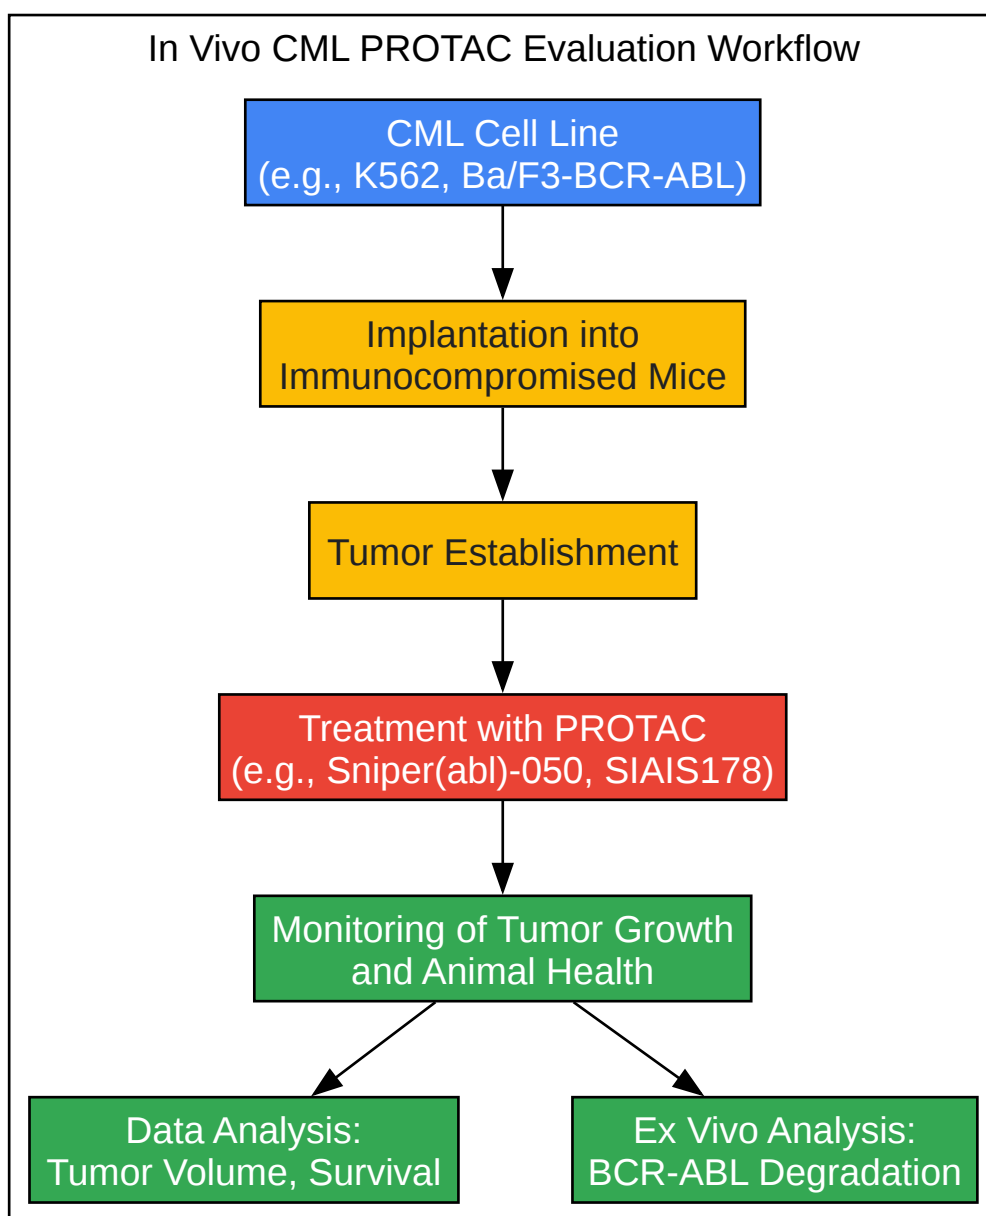 In Vivo CML PROTAC Evaluation Workflow
CML Cell Line
(e.g., K562, Ba/F3-BCR-ABL)
Implantation into
Immunocompromised Mice
Tumor Establishment
Treatment with PROTAC
(e.g., Sniper(abl)-050, SIAIS178)
Monitoring of Tumor Growth
and Animal Health
Data Analysis:
Tumor Volume, Survival
Ex Vivo Analysis:
BCR-ABL Degradation